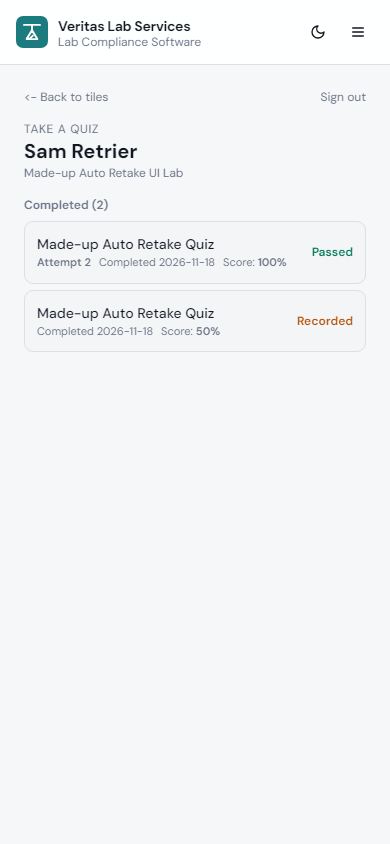 Veritas Lab Services
Lab Compliance Software
<- Back to tiles
Sign out
TAKE A QUIZ
Sam Retrier
Made-up Auto Retake UI Lab
Completed (2)
Made-up Auto Retake Quiz
Attempt 2 Completed 2026-11-18 Score: 100%
Passed
Made-up Auto Retake Quiz
Completed 2026-11-18 Score: 50%
Recorded